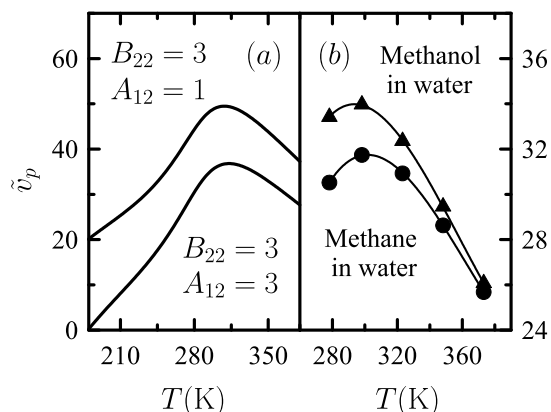 60
40
20
0
ṽ_p
B_22 = 3
A_12 = 1
(a)
B_22 = 3
A_12 = 3
210 280 350
T(K)
(b)
Methanol
in water
Methane
in water
280 320 360
T(K)
36
32
28
24